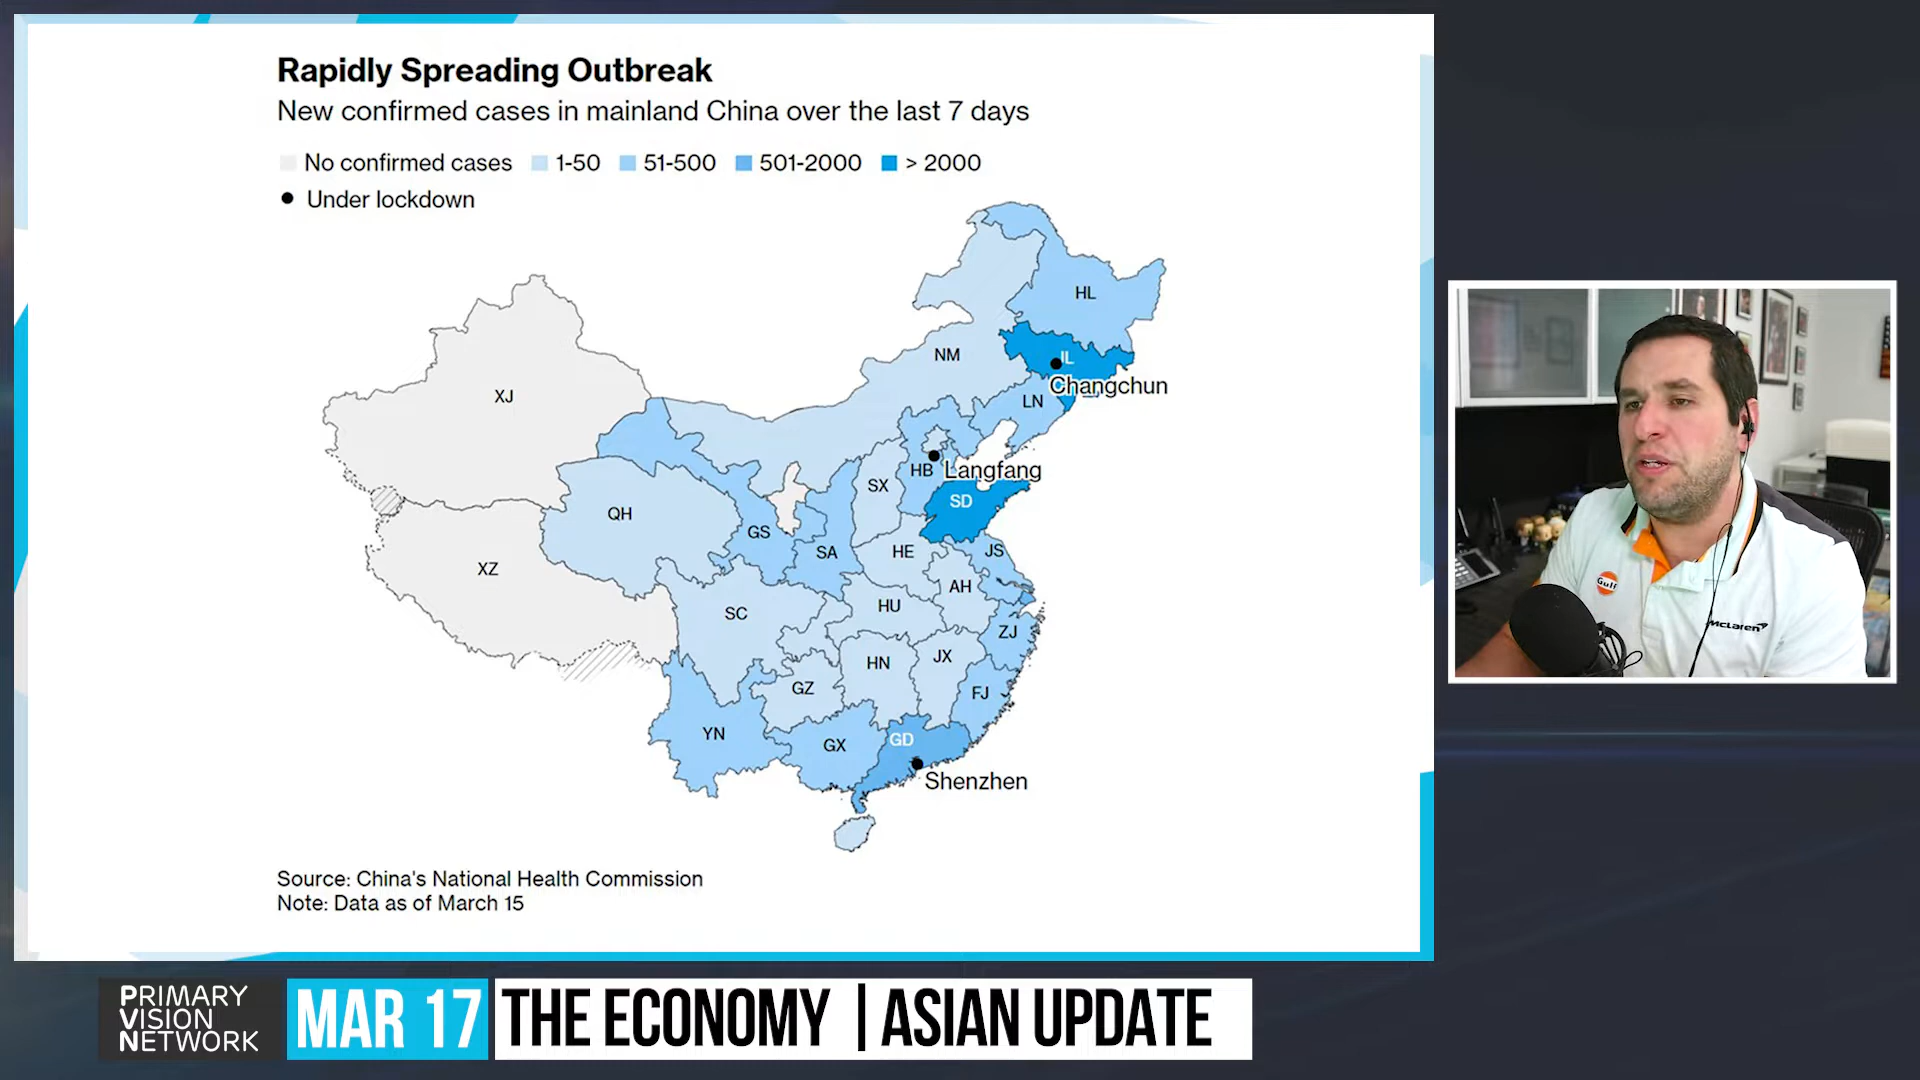 Rapidly Spreading Outbreak
New confirmed cases in mainland China over the last 7 days
No confirmed cases 1-50 51-500 501-2000 > 2000
Under lockdown
HL
NM
IL
Changchun
XJ
LN
HB
Langfang
SX
SD
QH
GS
SA
HE
JS
XZ
AH
SC
HU
ZJ
HN
JX
GZ
FJ
YN
GX
GD
Shenzhen
Source: China's National Health Commission
Note: Data as of March 15
Gulf
McLaren
PRIMARY
VISION
NETWORK
MAR 17
THE ECONOMY | ASIAN UPDATE